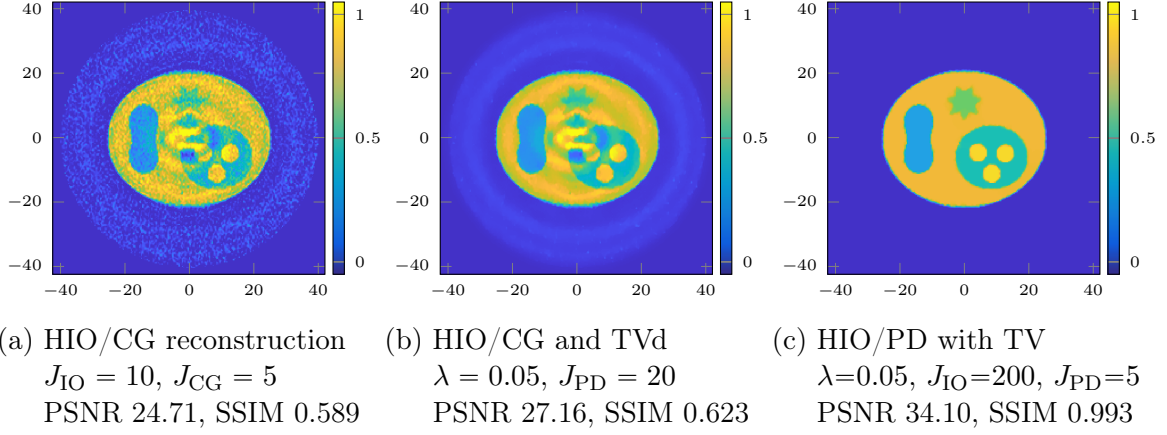 40
20
0
−20
−40
−40 −20 0 20 40
1
0.5
0
40
20
0
−20
−40
−40 −20 0 20 40
1
0.5
0
40
20
0
−20
−40
−40 −20 0 20 40
1
0.5
0
(a) HIO/CG reconstruction
J_IO = 10, J_CG = 5
PSNR 24.71, SSIM 0.589
(b) HIO/CG and TVd
λ = 0.05, J_PD = 20
PSNR 27.16, SSIM 0.623
(c) HIO/PD with TV
λ=0.05, J_IO=200, J_PD=5
PSNR 34.10, SSIM 0.993